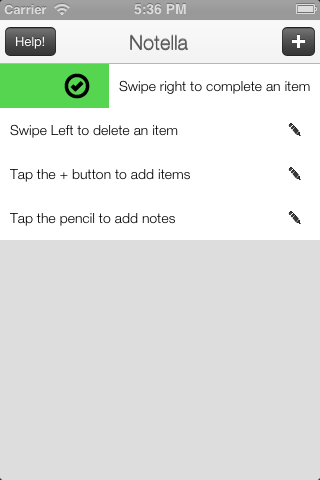 Carrier 5:36 PM
Help! Notella +
Swipe right to complete an item
Swipe Left to delete an item
Tap the + button to add items
Tap the pencil to add notes